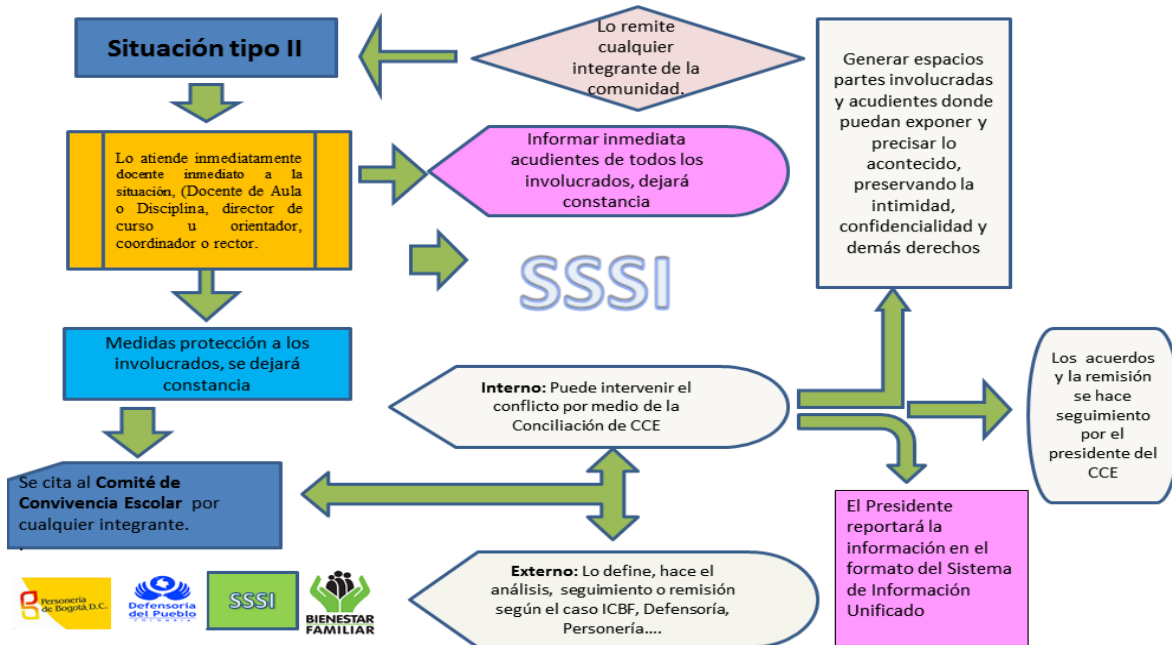 Situación tipo II
Lo remite
cualquier
integrante de la
comunidad.
Generar espacios
partes involucradas
y acudientes donde
puedan exponer y
precisar lo
acontecido,
preservando la
intimidad,
confidencialidad y
demás derechos
Lo atiende inmediatamente
docente inmediato a la
situación, (Docente de Aula
o Disciplina, director de
curso u orientador,
coordinador o rector.
Informar inmediata
acudientes de todos los
involucrados, dejará
constancia
SSSI
Medidas protección a los
involucrados, se dejará
constancia
Interno: Puede intervenir el
conflicto por medio de la
Conciliación de CCE
Los acuerdos
y la remisión
se hace
seguimiento
por el
presidente del
CCE
Se cita al Comité de
Convivencia Escolar por
cualquier integrante.
.
El Presidente
reportará la
información en el
formato del Sistema
de Información
Unificado
Externo: Lo define, hace el
análisis, seguimiento o remisión
según el caso ICBF, Defensoría,
Personería....
Personería
de Bogotá, D.C.
Defensoría
del Pueblo
COLOMBIA
SSSI
BIENESTAR
FAMILIAR